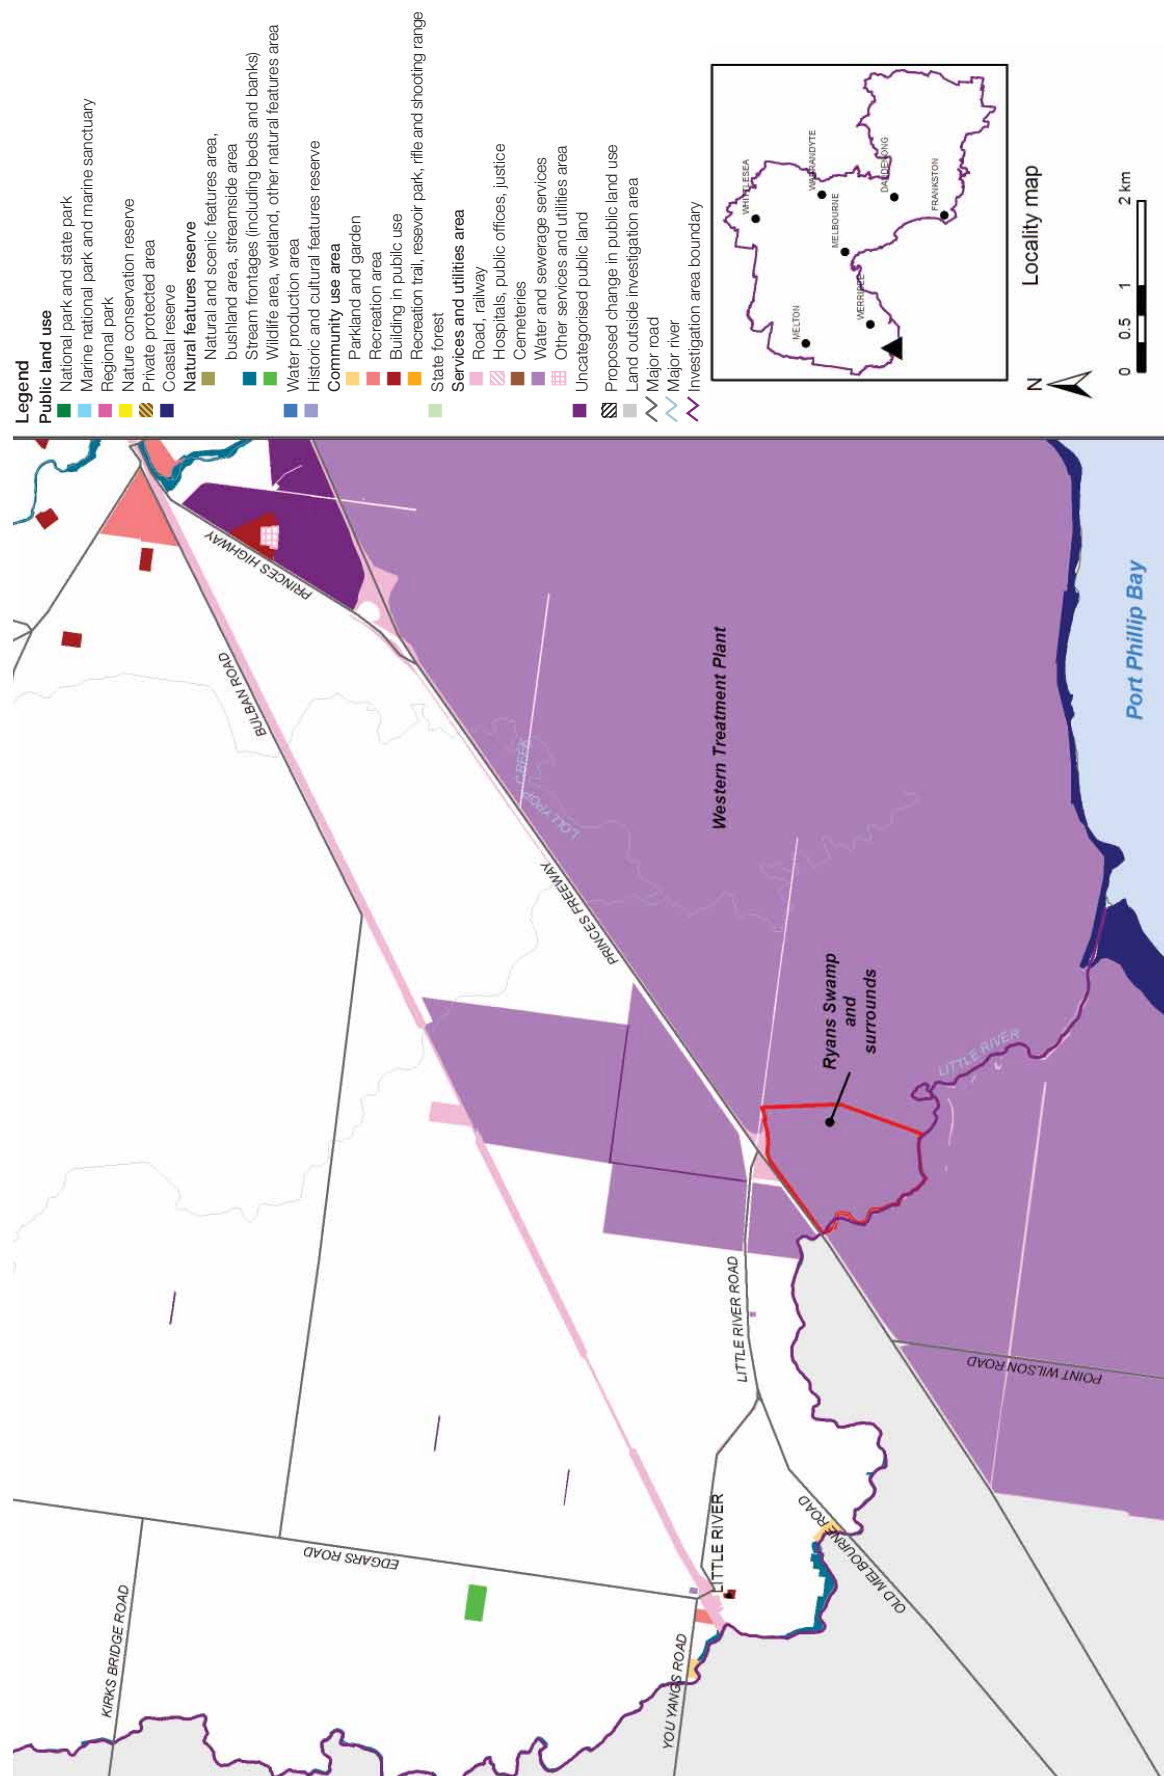 Legend
Public land use
National park and state park
Marine national park and marine sanctuary
Regional park
Nature conservation reserve
Private protected area
Coastal reserve
Natural features reserve
Natural and scenic features area,
bushland area, streamside area
Stream frontages (including beds and banks)
Wildlife area, wetland, other natural features area
Water production area
Historic and cultural features reserve
Community use area
Parkland and garden
Recreation area
Building in public use
Recreation trail, reservoir park, rifle and shooting range
State forest
Services and utilities area
Road, railway
Hospitals, public offices, justice
Cemeteries
Water and sewerage services
Other services and utilities area
Uncategorised public land
Proposed change in public land use
Land outside investigation area
Major road
Major river
Investigation area boundary
WHITTLESEA
WARRANDYTE
MELBOURNE
DANDENONG
FRANKSTON
MELTON
WERRIBEE
Locality map
N
0
0.5
1
2 km
KIRKS BRIDGE ROAD
EDGARS ROAD
YOU YANGS ROAD
LITTLE RIVER
OLD MELBOURNE ROAD
LITTLE RIVER ROAD
POINT WILSON ROAD
BULBAN ROAD
PRINCES HIGHWAY
PRINCES FREEWAY
LOLLYPOP CREEK
Western Treatment Plant
Ryans Swamp
and
surrounds
LITTLE RIVER
Port Phillip Bay